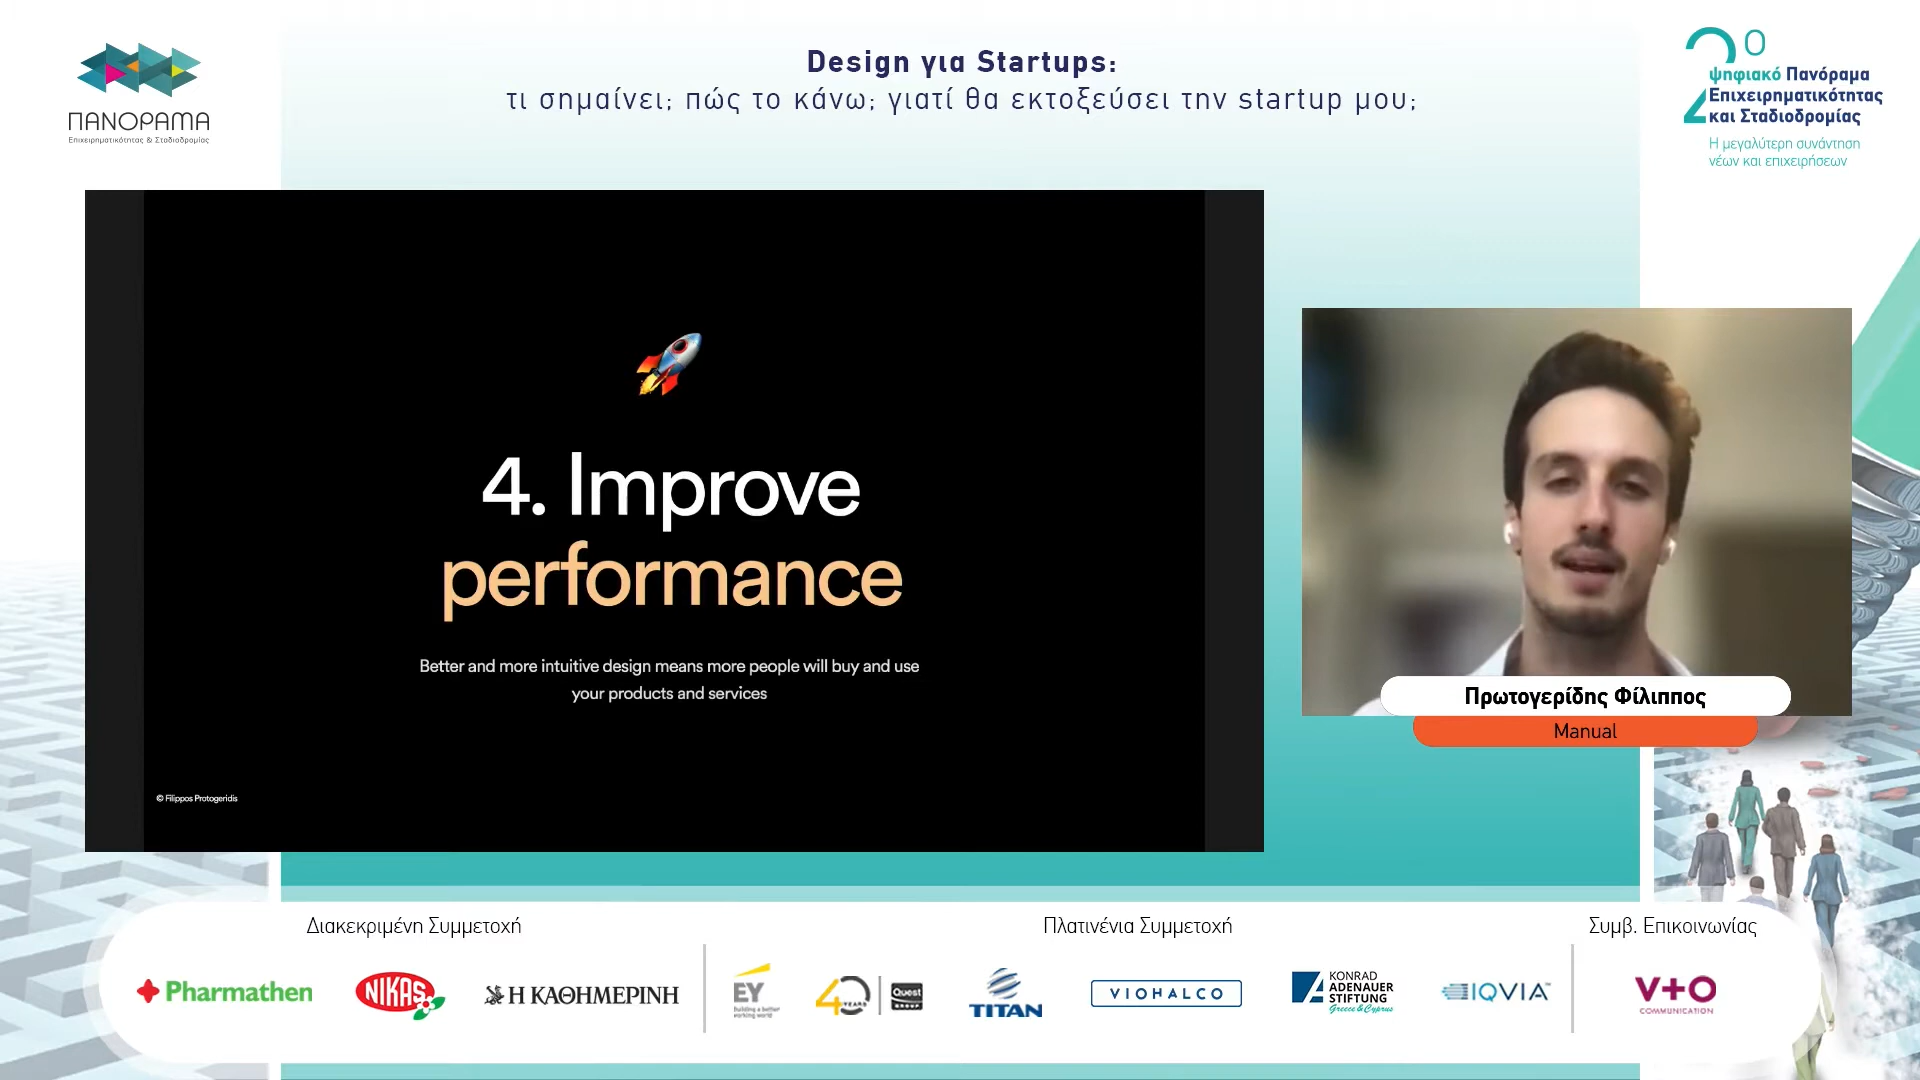 ΠΑΝΟΡΑΜΑ
Επιχειρηματικότητας & Σταδιοδρομίας
Design για Startups:
τι σημαίνει; πώς το κάνω; γιατί θα εκτοξεύσει την startup μου;
2ο
ψηφιακό Πανόραμα
Επιχειρηματικότητας
και Σταδιοδρομίας
Η μεγαλύτερη συνάντηση
νέων και επιχειρήσεων
4. Improve
performance
Better and more intuitive design means more people will buy and use
your products and services
© Filippos Protogeridis
Πρωτογερίδης Φίλιππος
Manual
Διακεκριμένη Συμμετοχή
Πλατινένια Συμμετοχή
Συμβ. Επικοινωνίας
Pharmathen
NIKAS
Η ΚΑΘΗΜΕΡΙΝΗ
EY
Building a better
working world
40 YEARS
Quest
GROUP
TITAN
VIOHALCO
KONRAD
ADENAUER
STIFTUNG
Greece & Cyprus
IQVIA™
V+O
COMMUNICATION